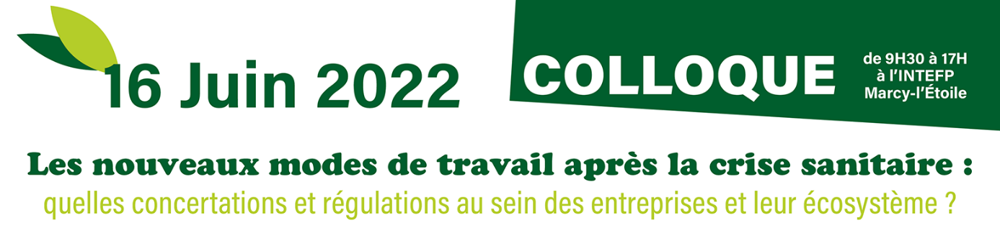 16 Juin 2022
COLLOQUE
de 9H30 à 17H
à l'INTEFP
Marcy-l'Étoile
Les nouveaux modes de travail après la crise sanitaire :
quelles concertations et régulations au sein des entreprises et leur écosystème ?